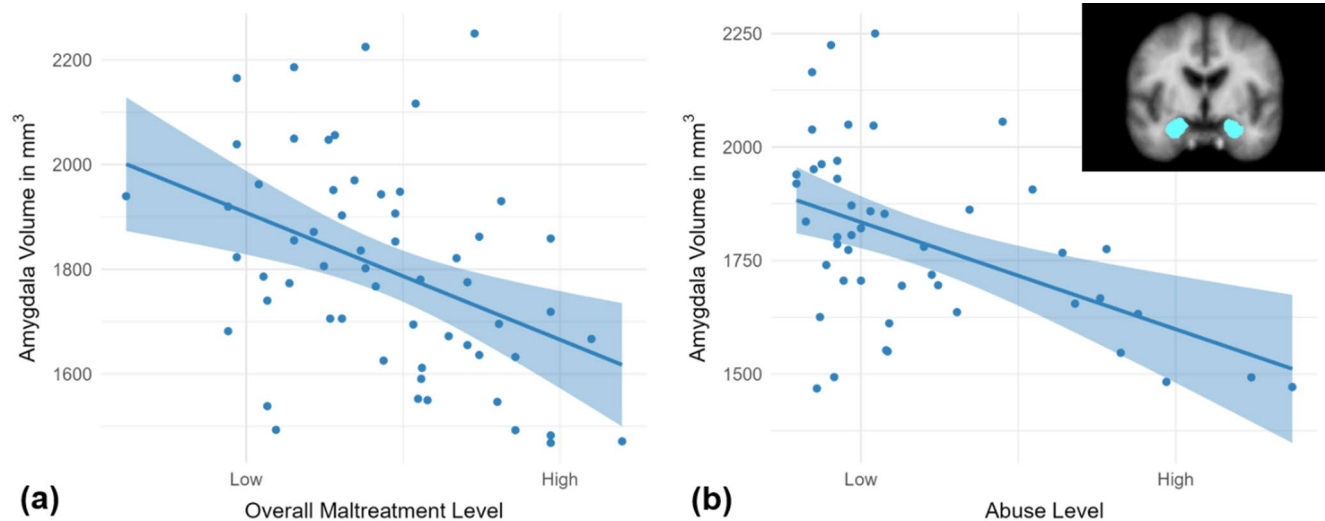 2200
2000
1800
1600
Amygdala Volume in mm³
Low
High
Overall Maltreatment Level
(a)
2250
2000
1750
1500
Amygdala Volume in mm³
Low
High
Abuse Level
(b)